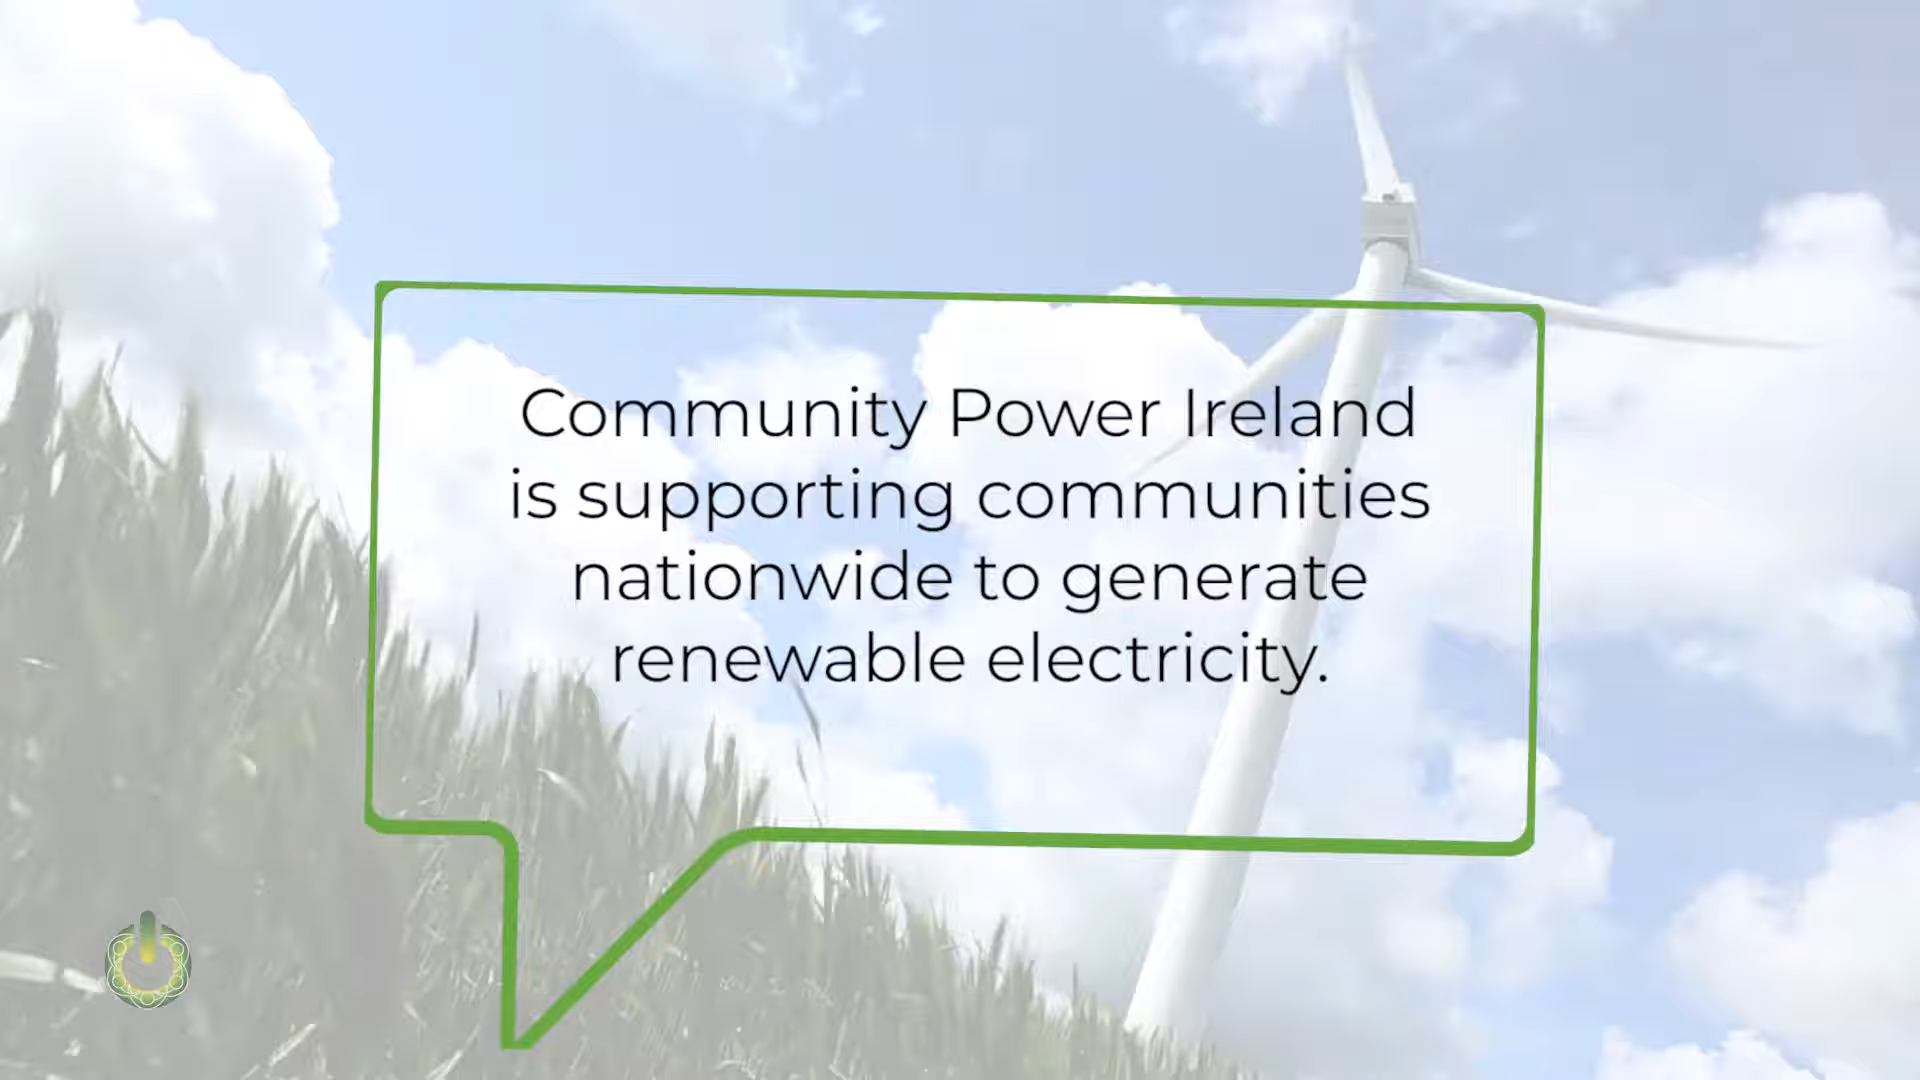 Community Power Ireland
is supporting communities
nationwide to generate
renewable electricity.